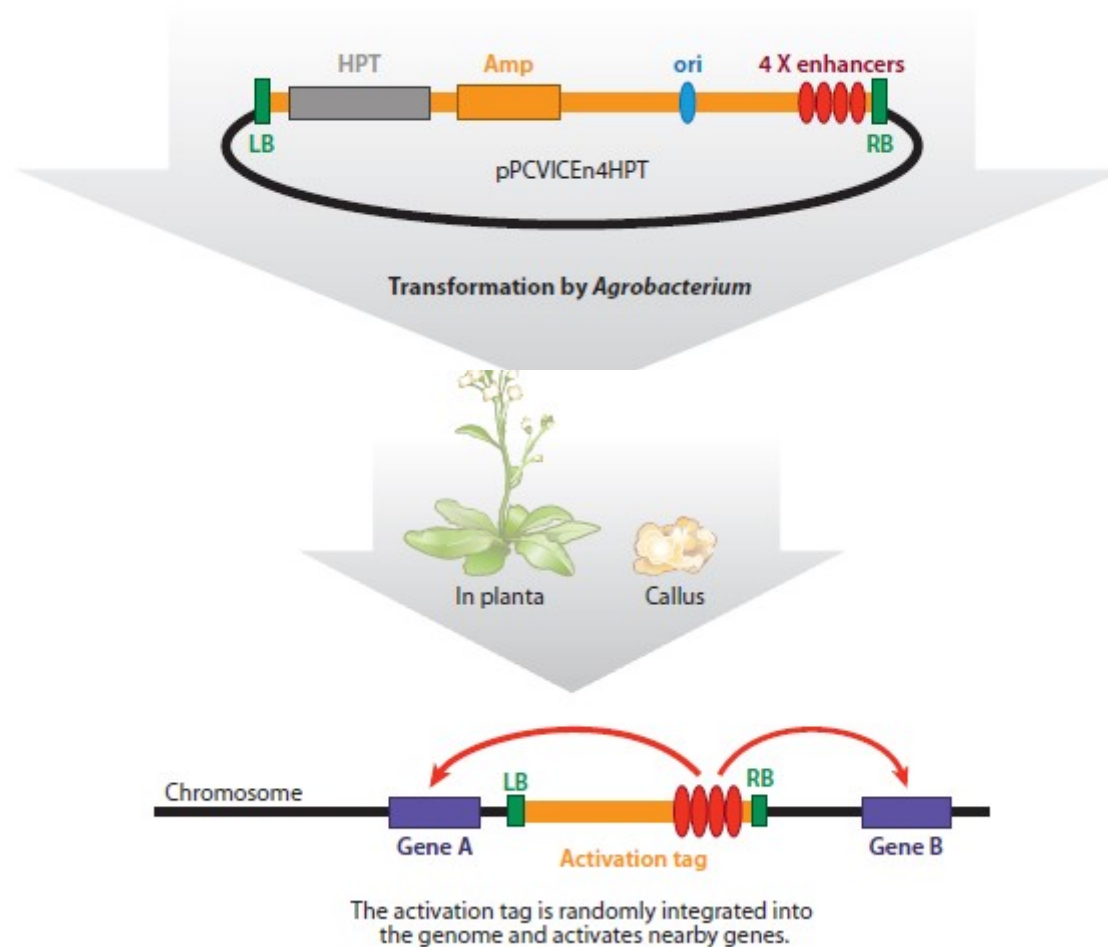 HPT Amp ori 4 X enhancers
LB RB
pPCVICEn4HPT
Transformation by Agrobacterium
In planta Callus
LB RB
Chromosome
Gene A Activation tag Gene B
The activation tag is randomly integrated into
the genome and activates nearby genes.